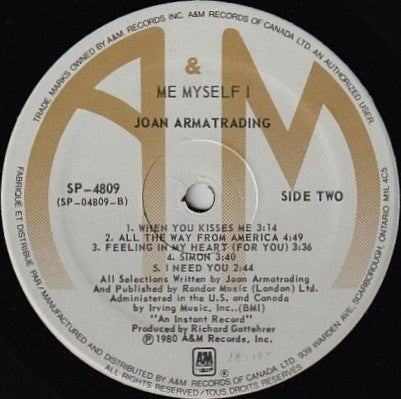 TRADE MARKS OWNED BY A&M RECORDS INC. A&M RECORDS OF CANADA LTD. AN AUTHORIZED USER
A & M
ME MYSELF I
JOAN ARMATRADING
SP-4809
(SP-04809-B)
SIDE TWO
1. WHEN YOU KISSES ME 3:14
2. ALL THE WAY FROM AMERICA 4:49
3. FEELING IN MY HEART (FOR YOU) 3:36
4. SIMON 3:40
5. I NEED YOU 2:44
All Selections Written by Joan Armatrading
And Published by Rondor Music (London) Ltd.
Administered in the U.S. and Canada
by Irving Music, Inc..(BMI)
"An Instant Record"
Produced by Richard Gottehrer
℗ 1980 A&M Records, Inc.
A&M
®
MANUFACTURED AND DISTRIBUTED BY A&M RECORDS OF CANADA LTD. 939 WARDEN AVE. SCARBOROUGH, ONTARIO M1L 4C5
FABRIQUE ET DISTRIBUE PAR/
ALL RIGHTS RESERVED/TOUS DROITS RESERVES